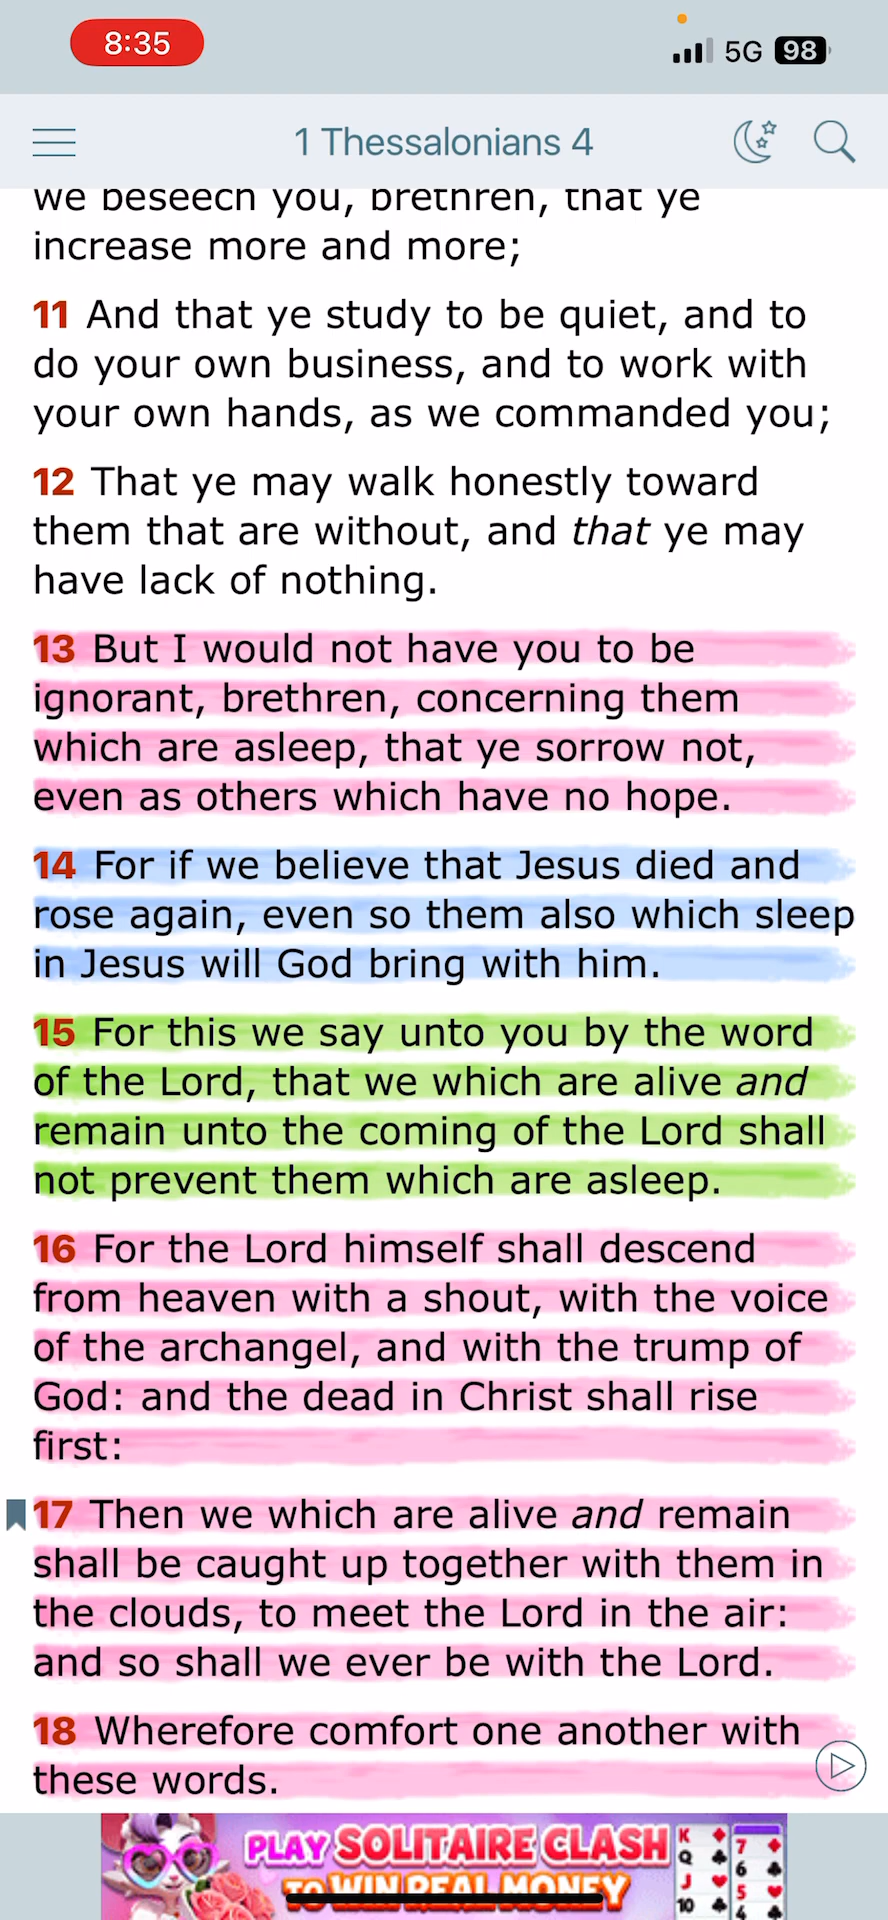 8:35
5G 98
1 Thessalonians 4
we beseech you, brethren, that ye
increase more and more;
11 And that ye study to be quiet, and to
do your own business, and to work with
your own hands, as we commanded you;
12 That ye may walk honestly toward
them that are without, and that ye may
have lack of nothing.
13 But I would not have you to be
ignorant, brethren, concerning them
which are asleep, that ye sorrow not,
even as others which have no hope.
14 For if we believe that Jesus died and
rose again, even so them also which sleep
in Jesus will God bring with him.
15 For this we say unto you by the word
of the Lord, that we which are alive and
remain unto the coming of the Lord shall
not prevent them which are asleep.
16 For the Lord himself shall descend
from heaven with a shout, with the voice
of the archangel, and with the trump of
God: and the dead in Christ shall rise
first:
17 Then we which are alive and remain
shall be caught up together with them in
the clouds, to meet the Lord in the air:
and so shall we ever be with the Lord.
18 Wherefore comfort one another with
these words.
PLAY SOLITAIRE CLASH
TO WIN REAL MONEY
K
Q
J
10
7
6
5
4